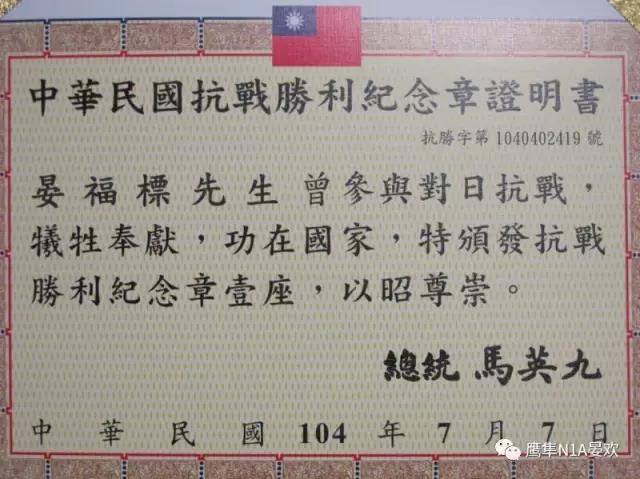 中華民國抗戰勝利紀念章證明書
抗勝字第 1040402419 號
晏福標先生曾參與對日抗戰，
犧牲奉獻，功在國家，特頒發抗戰
勝利紀念章壹座，以昭尊崇。
總統 馬英九
中華民國 104 年 7 月 7 日
鹰隼N1A晏欢